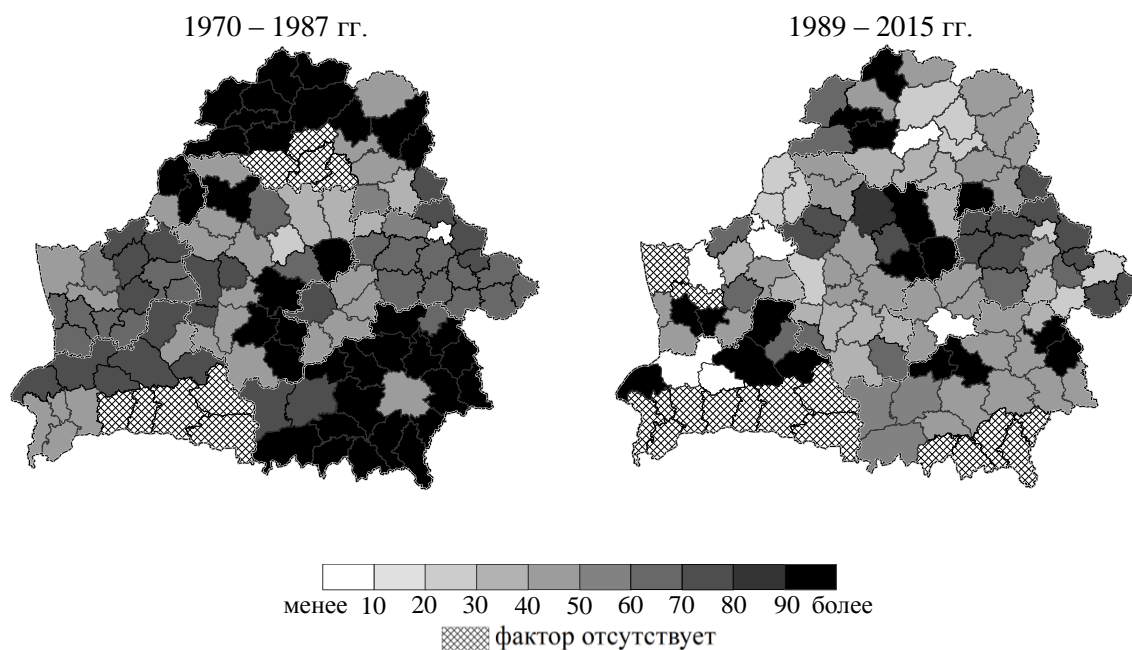 1970 – 1987 гг.
1989 – 2015 гг.
менее 10 20 30 40 50 60 70 80 90 более
фактор отсутствует